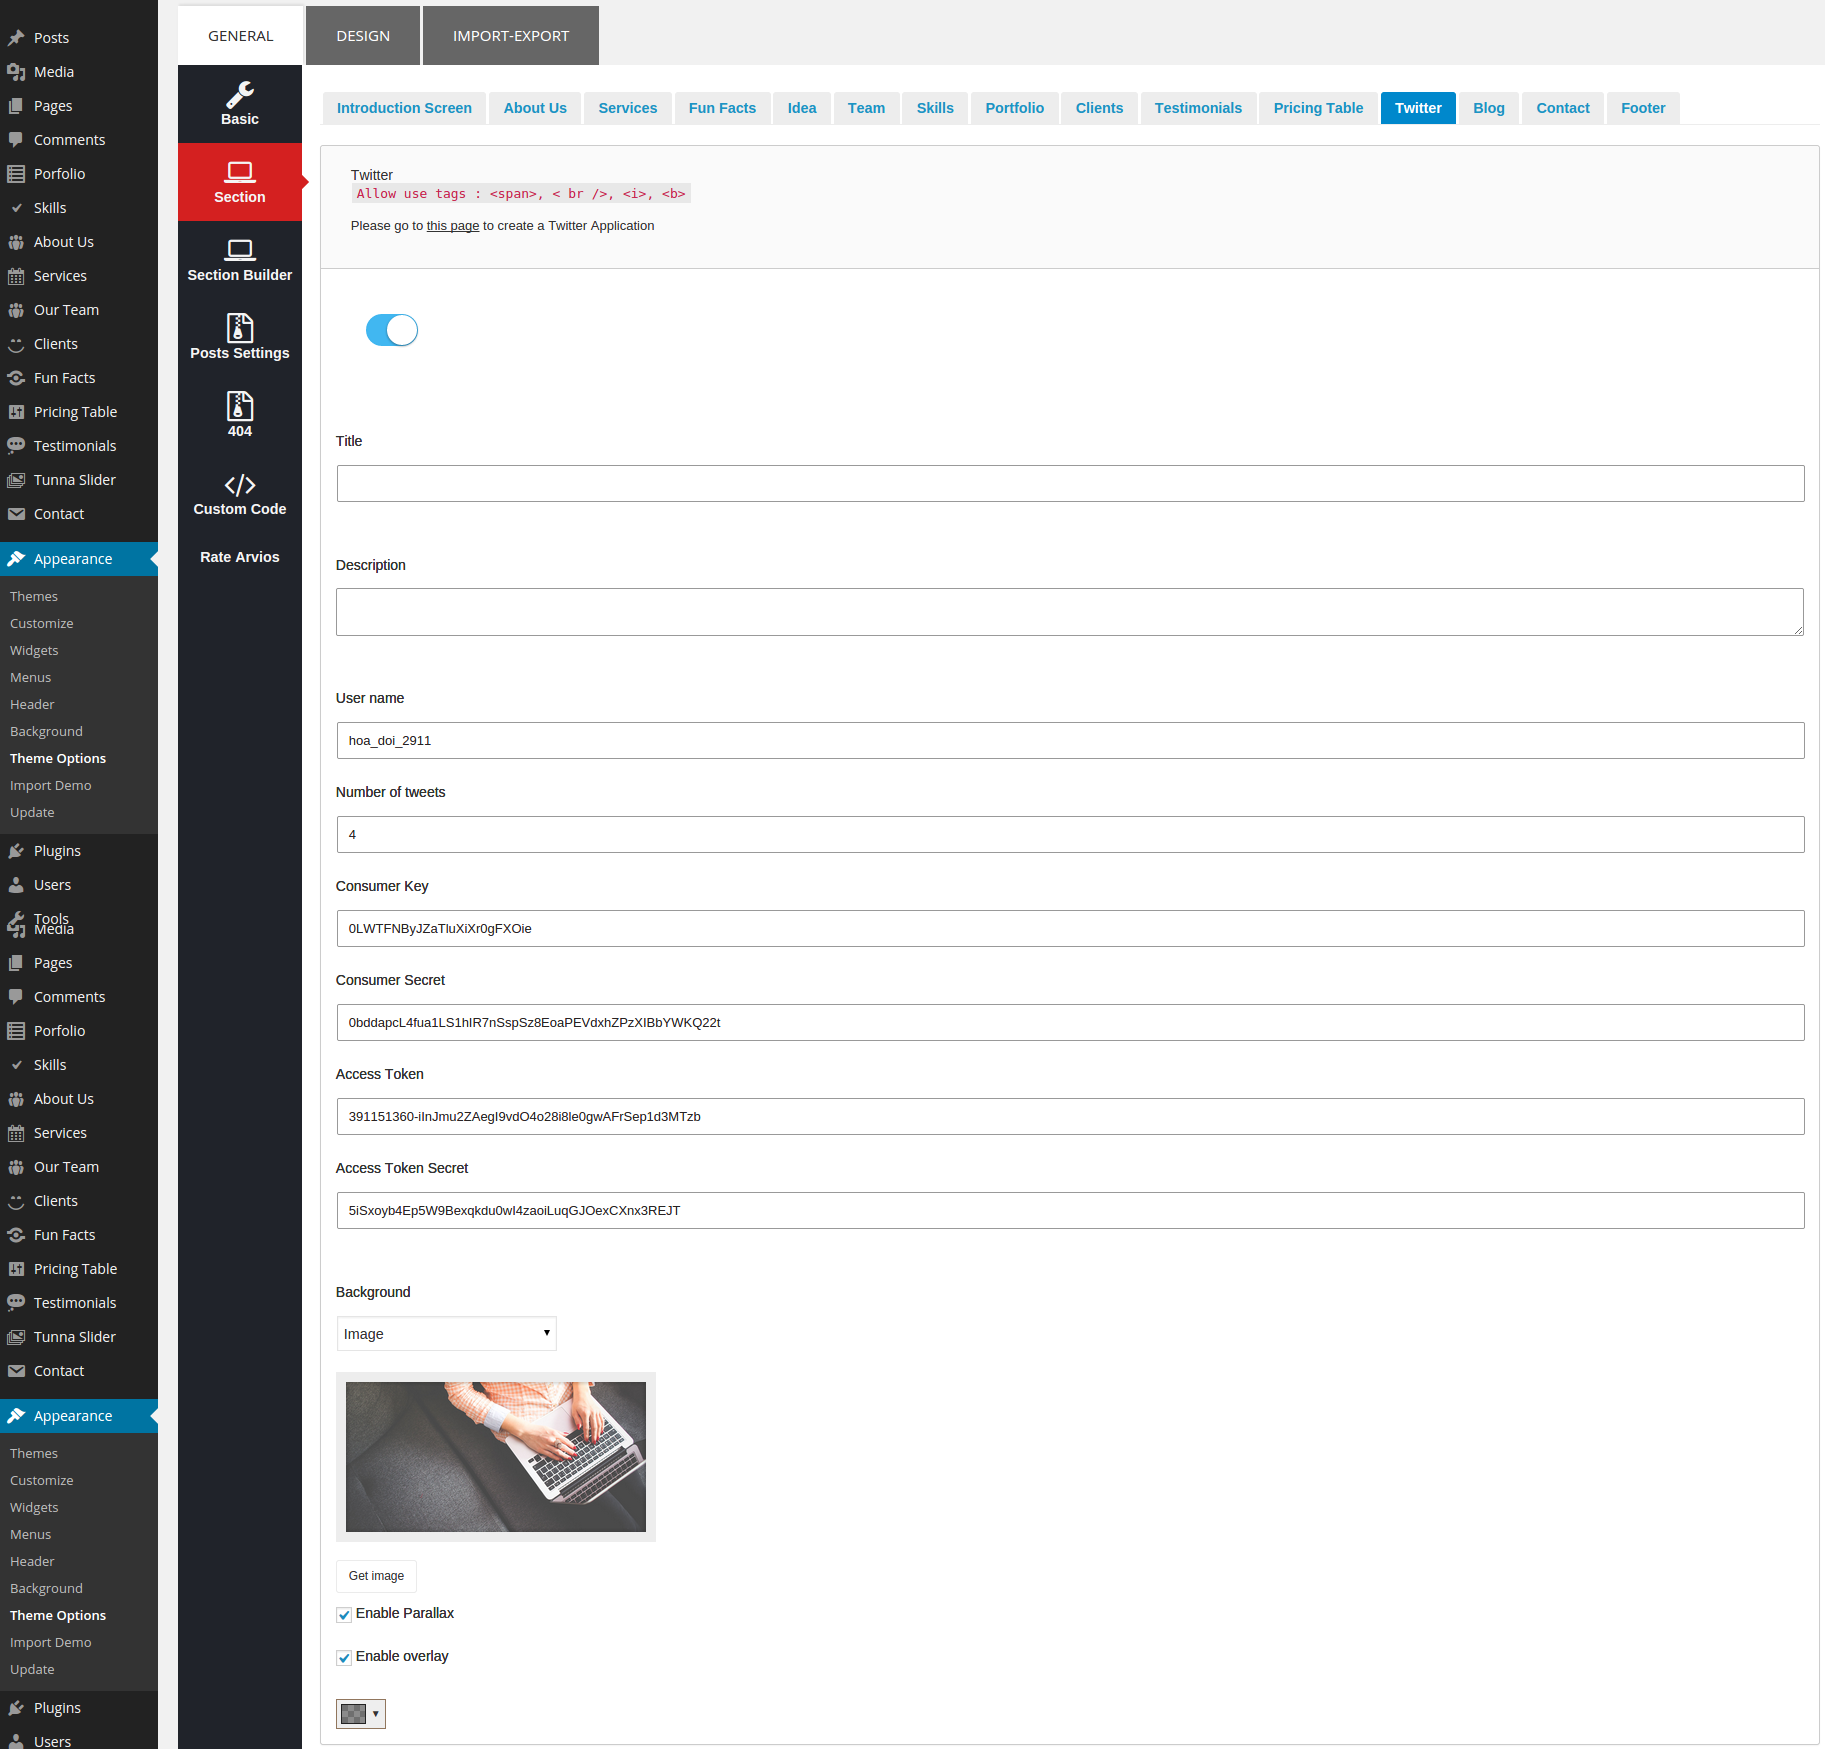 Posts
Media
Pages
Comments
Porfolio
Skills
About Us
Services
Our Team
Clients
Fun Facts
Pricing Table
Testimonials
Tunna Slider
Contact
Appearance
Themes
Customize
Widgets
Menus
Header
Background
Theme Options
Import Demo
Update
Plugins
Users
Tools
Media
Pages
Comments
Porfolio
Skills
About Us
Services
Our Team
Clients
Fun Facts
Pricing Table
Testimonials
Tunna Slider
Contact
Appearance
Themes
Customize
Widgets
Menus
Header
Background
Theme Options
Import Demo
Update
Plugins
Users
GENERAL DESIGN IMPORT-EXPORT
Basic
Section
Section Builder
Posts Settings
404
</>
Custom Code
Rate Arvios
Introduction Screen About Us Services Fun Facts Idea Team Skills Portfolio Clients Testimonials Pricing Table Twitter Blog Contact Footer
Twitter
Allow use tags : <span>, < br />, <i>, <b>
Please go to this page to create a Twitter Application
Title
Description
User name
hoa_doi_2911
Number of tweets
4
Consumer Key
0LWTFNByJZaTluXiXr0gFXOie
Consumer Secret
0bddapcL4fua1LS1hIR7nSspSz8EoaPEVdxhZPzXIBbYWKQ22t
Access Token
391151360-iInJmu2ZAegI9vdO4o28i8le0gwAFrSep1d3MTzb
Access Token Secret
5iSxoyb4Ep5W9Bexqkdu0wI4zaoiLuqGJOexCXnx3REJT
Background
Image
Get image
Enable Parallax
Enable overlay